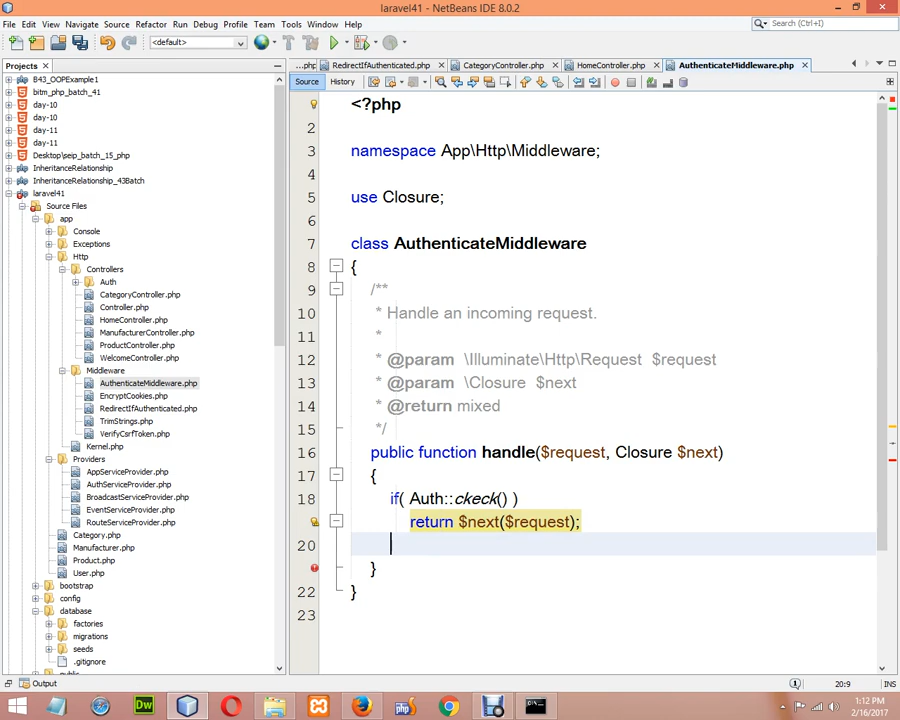 laravel41 - NetBeans IDE 8.0.2
File Edit View Navigate Source Refactor Run Debug Profile Team Tools Window Help
Search (Ctrl+I)
<default>
Projects
...php RedirectIfAuthenticated.php CategoryController.php HomeController.php AuthenticateMiddleware.php
Source History
B43_OOPExample1
bitm_php_batch_41
day-10
day-10
day-11
day-11
Desktop\seip_batch_15_php
InheritanceRelationship
InheritanceRelationship_43Batch
laravel41
Source Files
app
Console
Exceptions
Http
Controllers
Auth
CategoryController.php
Controller.php
HomeController.php
ManufacturerController.php
ProductController.php
WelcomeController.php
Middleware
AuthenticateMiddleware.php
EncryptCookies.php
RedirectIfAuthenticated.php
TrimStrings.php
VerifyCsrfToken.php
Kernel.php
Providers
AppServiceProvider.php
AuthServiceProvider.php
BroadcastServiceProvider.php
EventServiceProvider.php
RouteServiceProvider.php
Category.php
Manufacturer.php
Product.php
User.php
bootstrap
config
database
factories
migrations
seeds
.gitignore
public
<?php
2
3 namespace App\Http\Middleware;
4
5 use Closure;
6
7 class AuthenticateMiddleware
8 {
9 /**
10 * Handle an incoming request.
11 *
12 * @param \Illuminate\Http\Request $request
13 * @param \Closure $next
14 * @return mixed
15 */
16 public function handle($request, Closure $next)
17 {
18 if( Auth::ckeck() )
return $next($request);
20
}
22 }
23
Output
20:9 INS
Dw
php
1:12 PM
2/16/2017